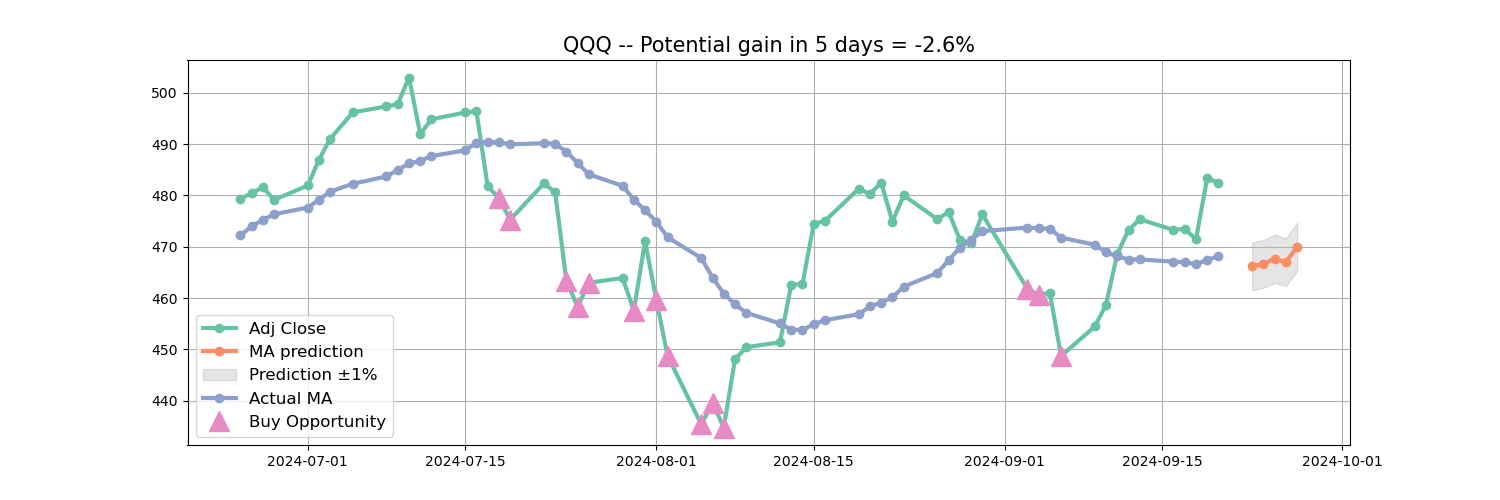 QQQ -- Potential gain in 5 days = -2.6%
500
490
480
470
460
450
440
Adj Close
MA prediction
Prediction ±1%
Actual MA
Buy Opportunity
2024-07-01
2024-07-15
2024-08-01
2024-08-15
2024-09-01
2024-09-15
2024-10-01